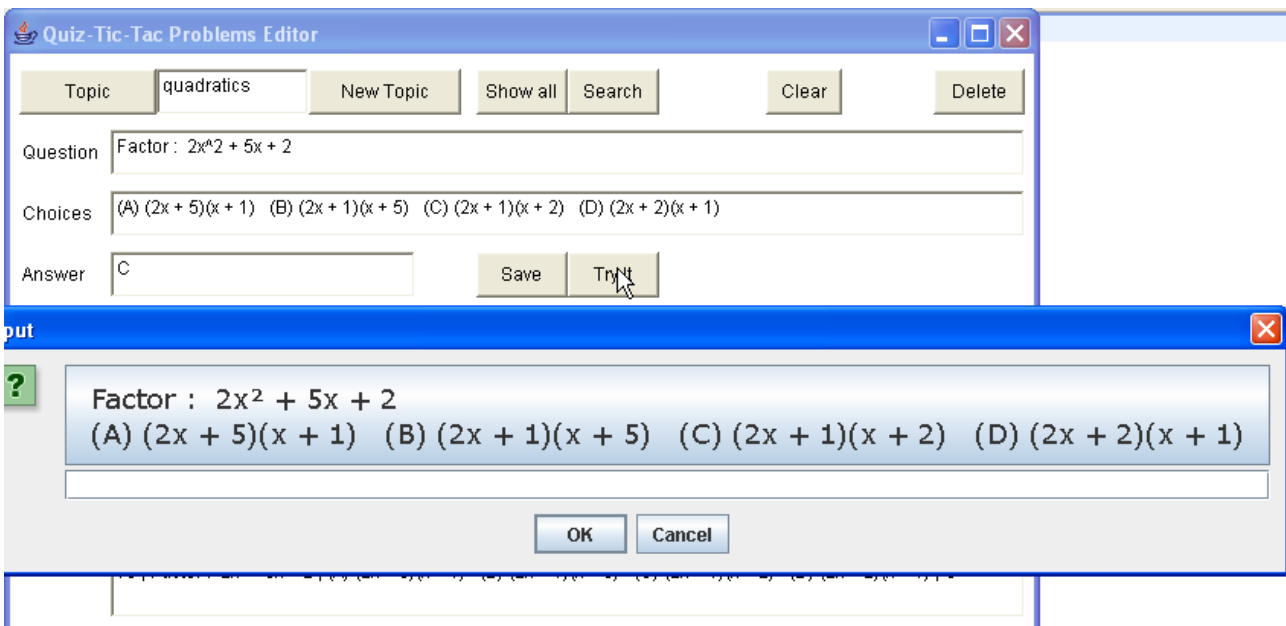 Quiz-Tic-Tac Problems Editor
Topic quadratics New Topic Show all Search Clear Delete
Question Factor : 2x^2 + 5x + 2
Choices (A) (2x + 5)(x + 1) (B) (2x + 1)(x + 5) (C) (2x + 1)(x + 2) (D) (2x + 2)(x + 1)
Answer C Save Try It
put
?
Factor : 2x² + 5x + 2
(A) (2x + 5)(x + 1) (B) (2x + 1)(x + 5) (C) (2x + 1)(x + 2) (D) (2x + 2)(x + 1)
OK Cancel